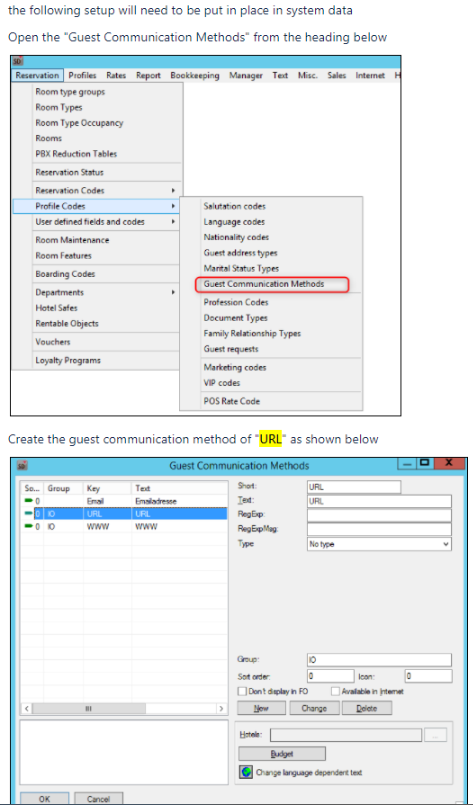 the following setup will need to be put in place in system data
Open the "Guest Communication Methods" from the heading below
SD
Reservation Profiles Rates Report Bookkeeping Manager Text Misc. Sales Internet H
Room type groups
Room Types
Room Type Occupancy
Rooms
PBX Reduction Tables
Reservation Status
Reservation Codes
Profile Codes
User defined fields and codes
Room Maintenance
Room Features
Boarding Codes
Departments
Hotel Safes
Rentable Objects
Vouchers
Loyalty Programs
Salutation codes
Language codes
Nationality codes
Guest address types
Marital Status Types
Guest Communication Methods
Profession Codes
Document Types
Family Relationship Types
Guest requests
Marketing codes
VIP codes
POS Rate Code
Create the guest communication method of "URL" as shown below
SD Guest Communication Methods X
So... Group Key Text
0 Email Emailadresse
0 IO URL URL
0 IO WWW WWW
Short: URL
Text: URL
RegExp:
RegExpMsg:
Type No type
Group: IO
Sort order: 0 Icon: 0
Don't display in FO Available in Internet
New Change Delete
Hotels: ...
Budget
Change language dependent text
OK Cancel